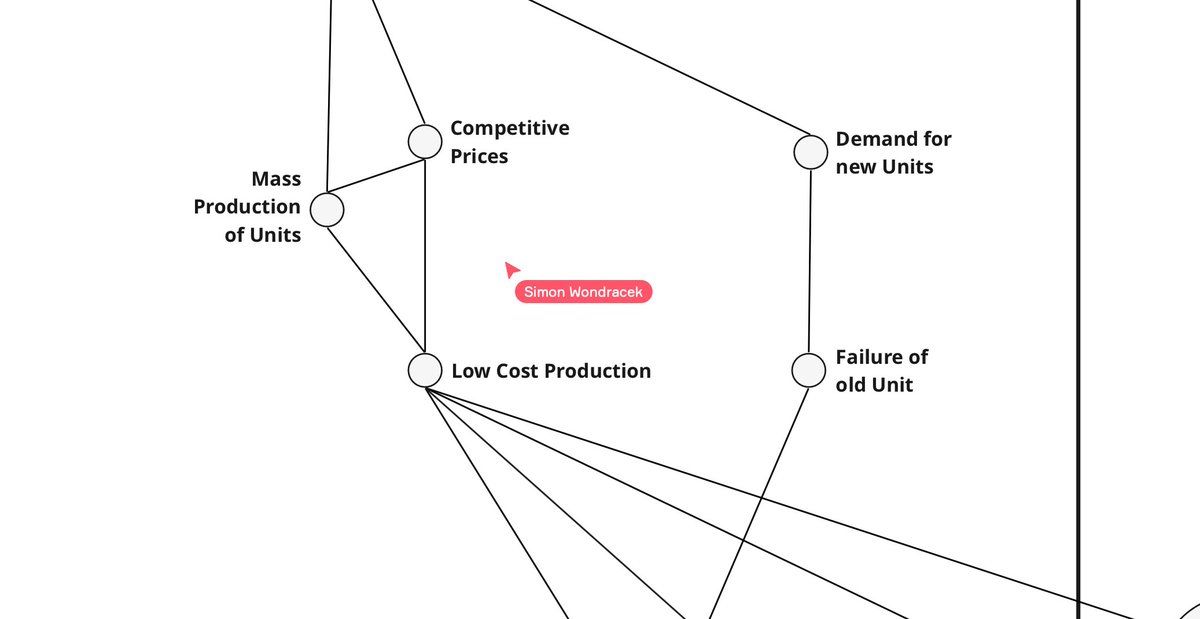 Competitive
Prices
Demand for
new Units
Mass
Production
of Units
Simon Wondracek
Low Cost Production
Failure of
old Unit